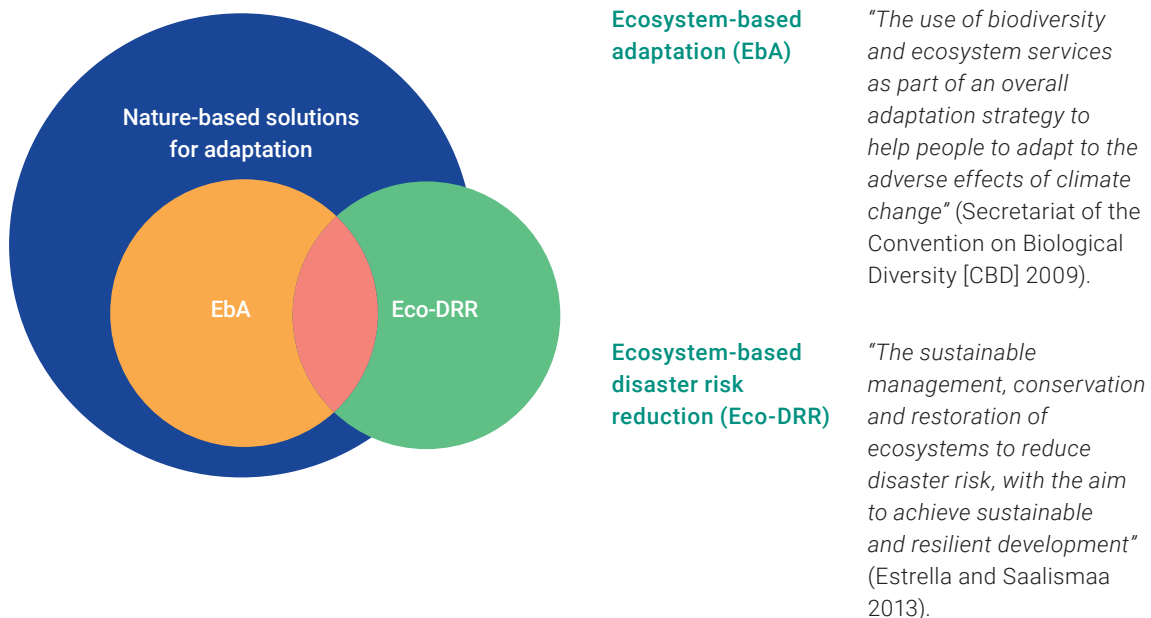 Nature-based solutions
for adaptation
EbA
Eco-DRR
Ecosystem-based
adaptation (EbA)
“The use of biodiversity
and ecosystem services
as part of an overall
adaptation strategy to
help people to adapt to the
adverse effects of climate
change” (Secretariat of the
Convention on Biological
Diversity [CBD] 2009).
Ecosystem-based
disaster risk
reduction (Eco-DRR)
“The sustainable
management, conservation
and restoration of
ecosystems to reduce
disaster risk, with the aim
to achieve sustainable
and resilient development”
(Estrella and Saalismaa
2013).